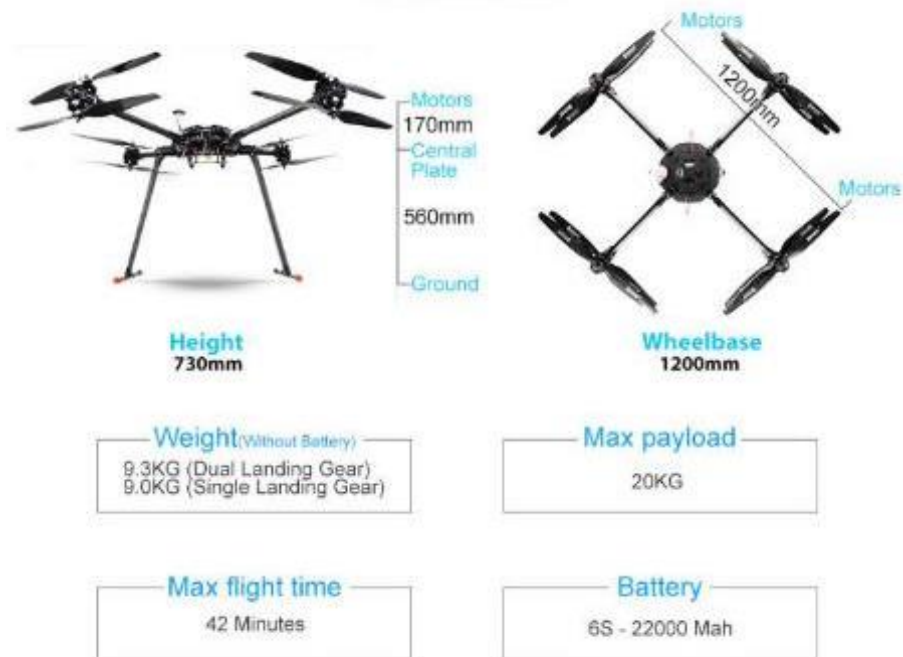 Motors
170mm
Central
Plate
560mm
Ground
Height
730mm
Motors
1200mm
Motors
Wheelbase
1200mm
Weight(Without Battery)
9.3KG (Dual Landing Gear)
9.0KG (Single Landing Gear)
Max payload
20KG
Max flight time
42 Minutes
Battery
6S - 22000 Mah